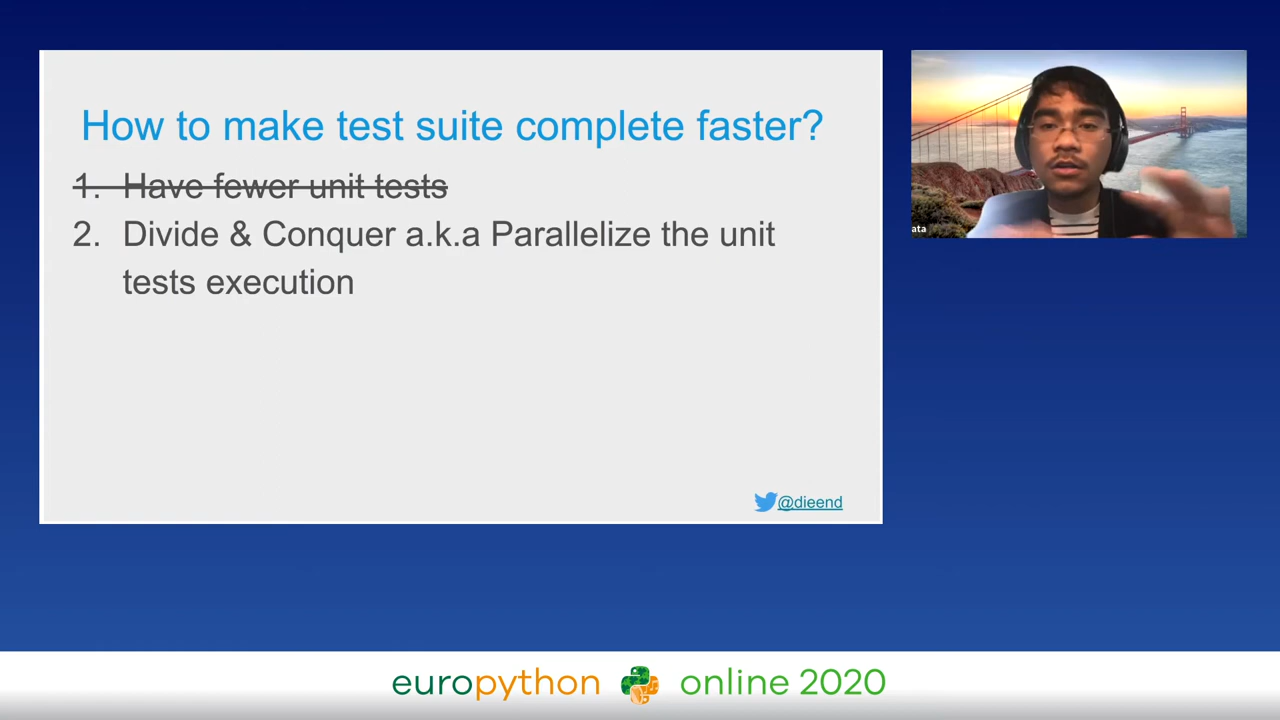 How to make test suite complete faster?
1. Have fewer unit tests
2. Divide & Conquer a.k.a Parallelize the unit
tests execution
@dieend
ata
europython online 2020